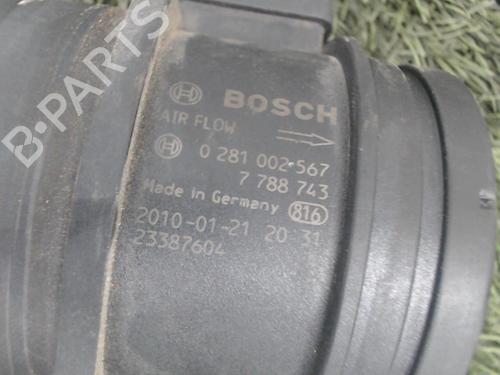 BOSCH
AIR FLOW
0 281 002 567
7 788 743
Made in Germany 816
2010-01-21 20 31
23387604
B-PARTS
B-PARTS